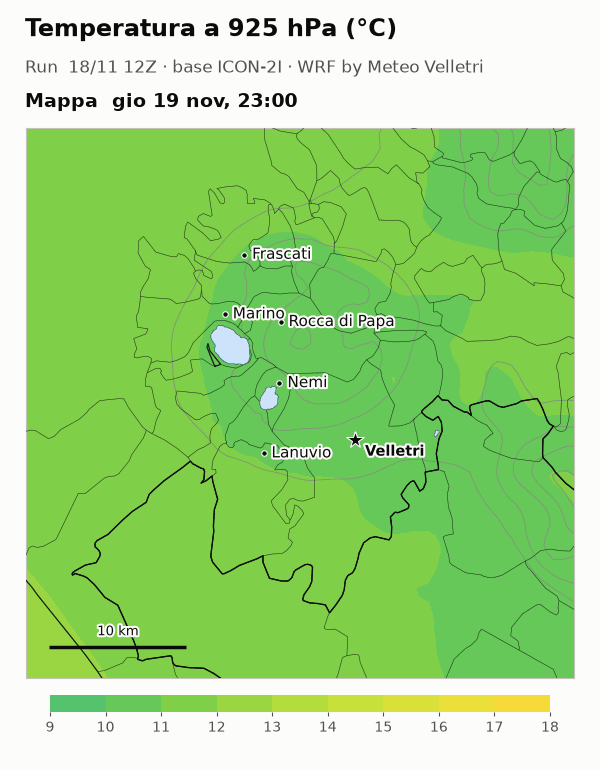 Temperatura a 925 hPa (°C)
Run  18/11 12Z · base ICON-2I · WRF by Meteo Velletri
Mappa  gio 19 nov, 23:00
Frascati
Marino
Rocca di Papa
Nemi
Lanuvio
Velletri
10 km
9 10 11 12 13 14 15 16 17 18